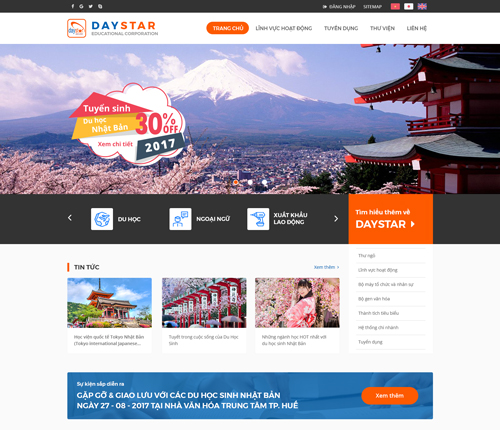 ĐĂNG NHẬP SITEMAP
DAYSTAR
EDUCATIONAL CORPORATION
TRANG CHỦ LĨNH VỰC HOẠT ĐỘNG TUYỂN DỤNG THƯ VIỆN LIÊN HỆ
Tuyển sinh
Du học
Nhật Bản
30% OFF
2017
Xem chi tiết
DU HỌC
NGOẠI NGỮ
XUẤT KHẨU
LAO ĐỘNG
Tìm hiểu thêm về
DAYSTAR
Thư ngỏ
Lĩnh vực hoạt động
Bộ máy tổ chức và nhân sự
Bộ gen văn hóa
Thành tích tiêu biểu
Hệ thống chi nhánh
Tuyển dụng
TIN TỨC
Xem thêm >
Học viện quốc tế Tokyo Nhật Bản
(Tokyo International Japanese...
Tuyết trong cuộc vống của Du Học
Sinh
Những ngành học HOT nhất với
du học sinh Nhật Bản
Sự kiện sắp diễn ra
GẶP GỠ & GIAO LƯU VỚI CÁC DU HỌC SINH NHẬT BẢN
NGÀY 27 - 08 - 2017 TẠI NHÀ VĂN HÓA TRUNG TÂM TP. HUẾ
Xem thêm